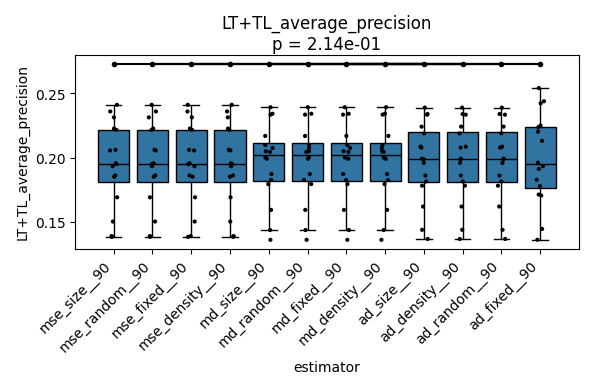 LT+TL_average_precision
p = 2.14e-01
LT+TL_average_precision
0.25
0.20
0.15
mse_size__90
mse_random__90
mse_fixed__90
mse_density__90
md_size__90
md_random__90
md_fixed__90
md_density__90
ad_size__90
ad_density__90
ad_random__90
ad_fixed__90
estimator